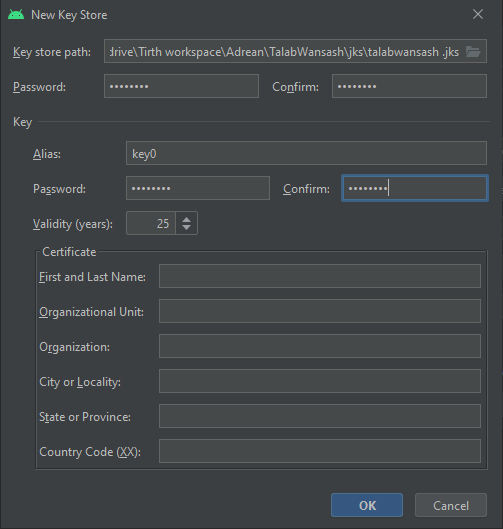 New Key Store
Key store path: drive\Tirth workspace\Adrean\TalabWansash\jks\talabwansash .jks
Password: •••••••• Confirm: ••••••••
Key
Alias: key0
Password: •••••••• Confirm: ••••••••
Validity (years): 25
Certificate
First and Last Name:
Organizational Unit:
Organization:
City or Locality:
State or Province:
Country Code (XX):
OK Cancel